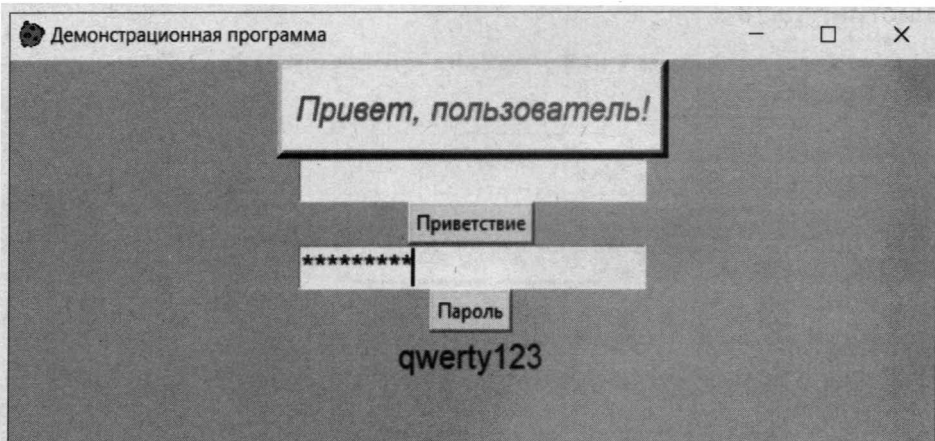 Демонстрационная программа
Привет, пользователь!
Приветствие
*********
Пароль
qwerty123